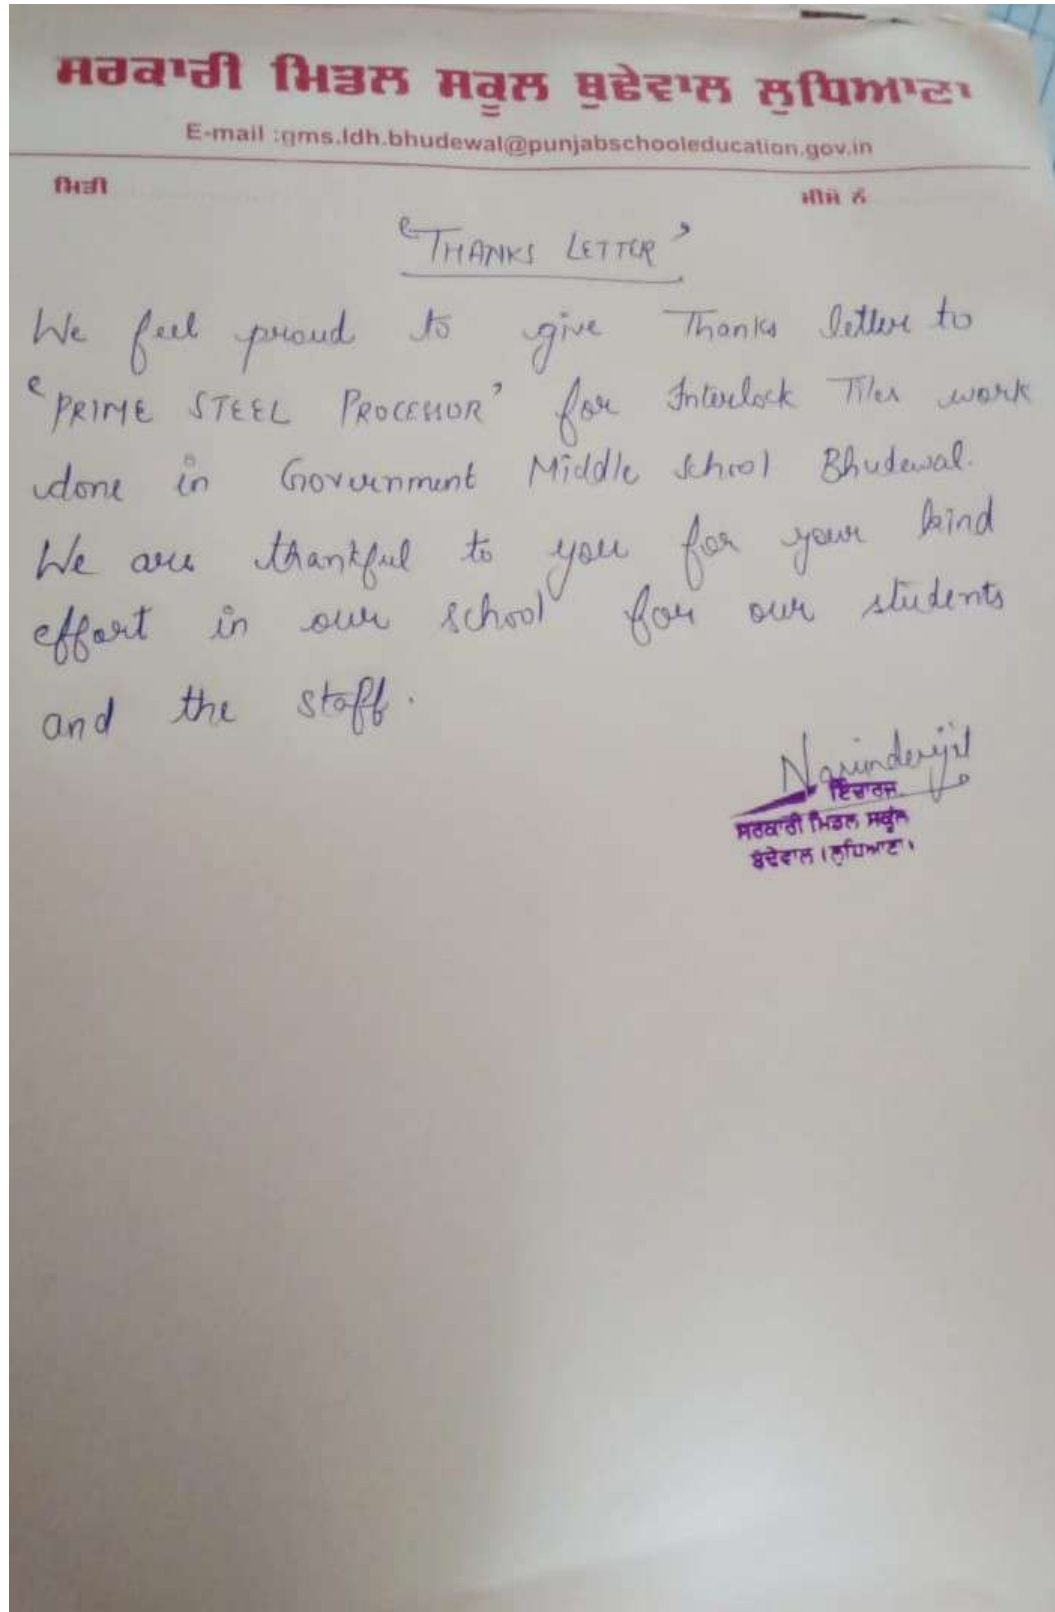 ਸਰਕਾਰੀ ਮਿਡਲ ਸਕੂਲ ਬੁਢੇਵਾਲ ਲੁਧਿਆਣਾ
E-mail :gms.ldh.bhudewal@punjabschooleducation.gov.in
ਮਿਤੀ
ਮੀਮੋ ਨੰ
"THANKS LETTER"
We feel proud to give Thanks letter to
"PRIME STEEL PROCESSOR" for Interlock Tiles work
done in Government Middle School Bhudewal.
We are thankful to you for your kind
effort in our school for our students
and the staff.
Narinderjit
ਇੰਚਾਰਜ
ਸਰਕਾਰੀ ਮਿਡਲ ਸਕੂਲ
ਬੁੱਢੇਵਾਲ (ਲੁਧਿਆਣਾ)